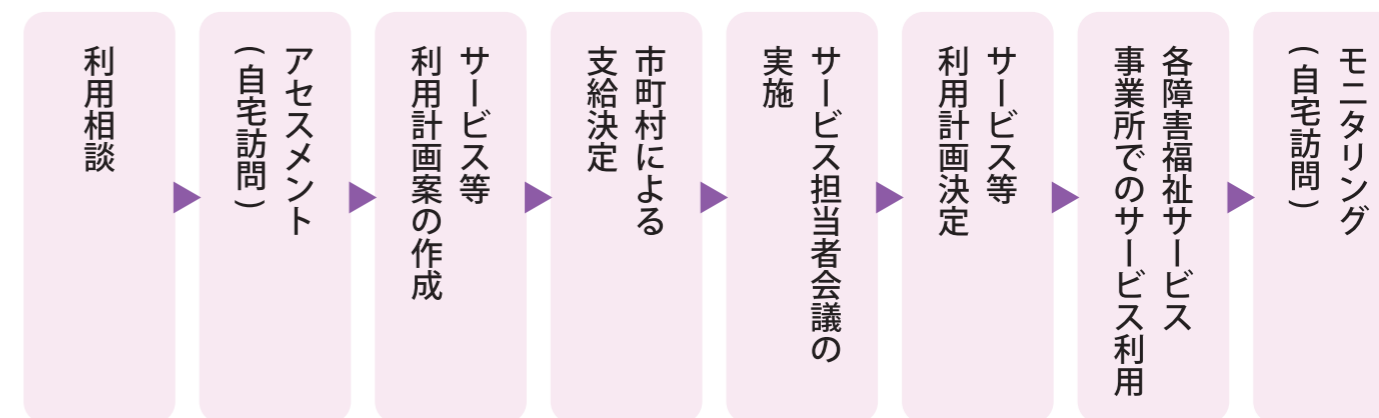 利用相談
アセスメント
（自宅訪問）
サービス等
利用計画案の作成
市町村による
支給決定
サービス担当者会議の
実施
サービス等
利用計画決定
各障害福祉サービス
事業所でのサービス利用
モニタリング
（自宅訪問）